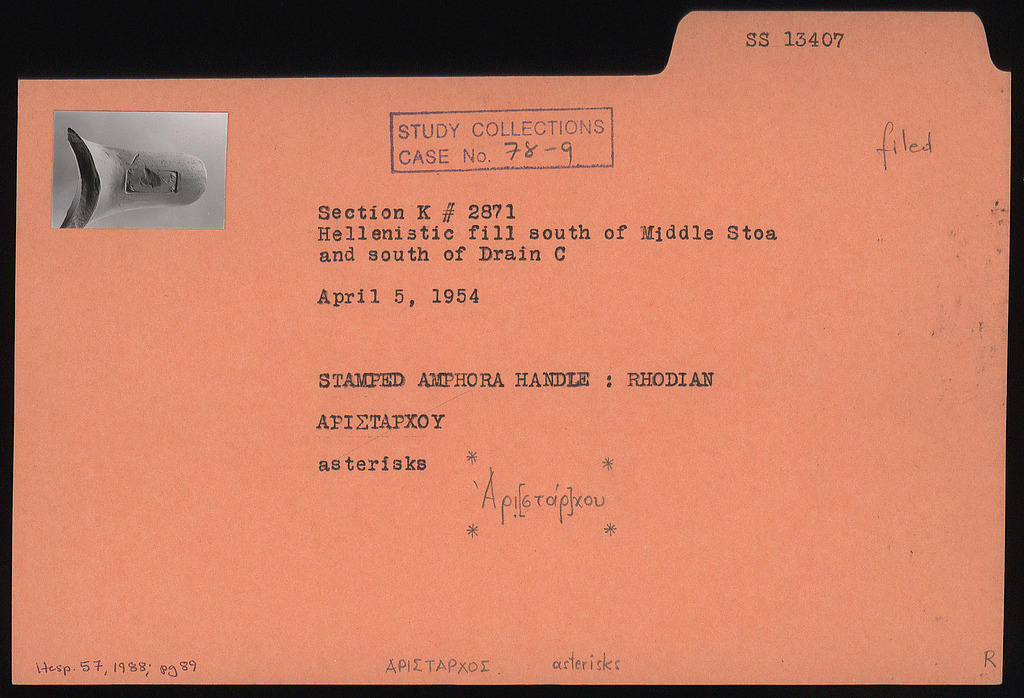 SS 13407
STUDY COLLECTIONS
CASE No. 78-9
filed
Section K # 2871
Hellenistic fill south of Middle Stoa
and south of Drain C
April 5, 1954
STAMPED AMPHORA HANDLE : RHODIAN
ΑΡΙΣΤΑΡΧΟΥ
asterisks
* *
Ἀρι[στάρ]χου
* *
Hesp. 57, 1988; pg 89
ΑΡΙΣΤΑΡΧΟΣ. asterisks
R